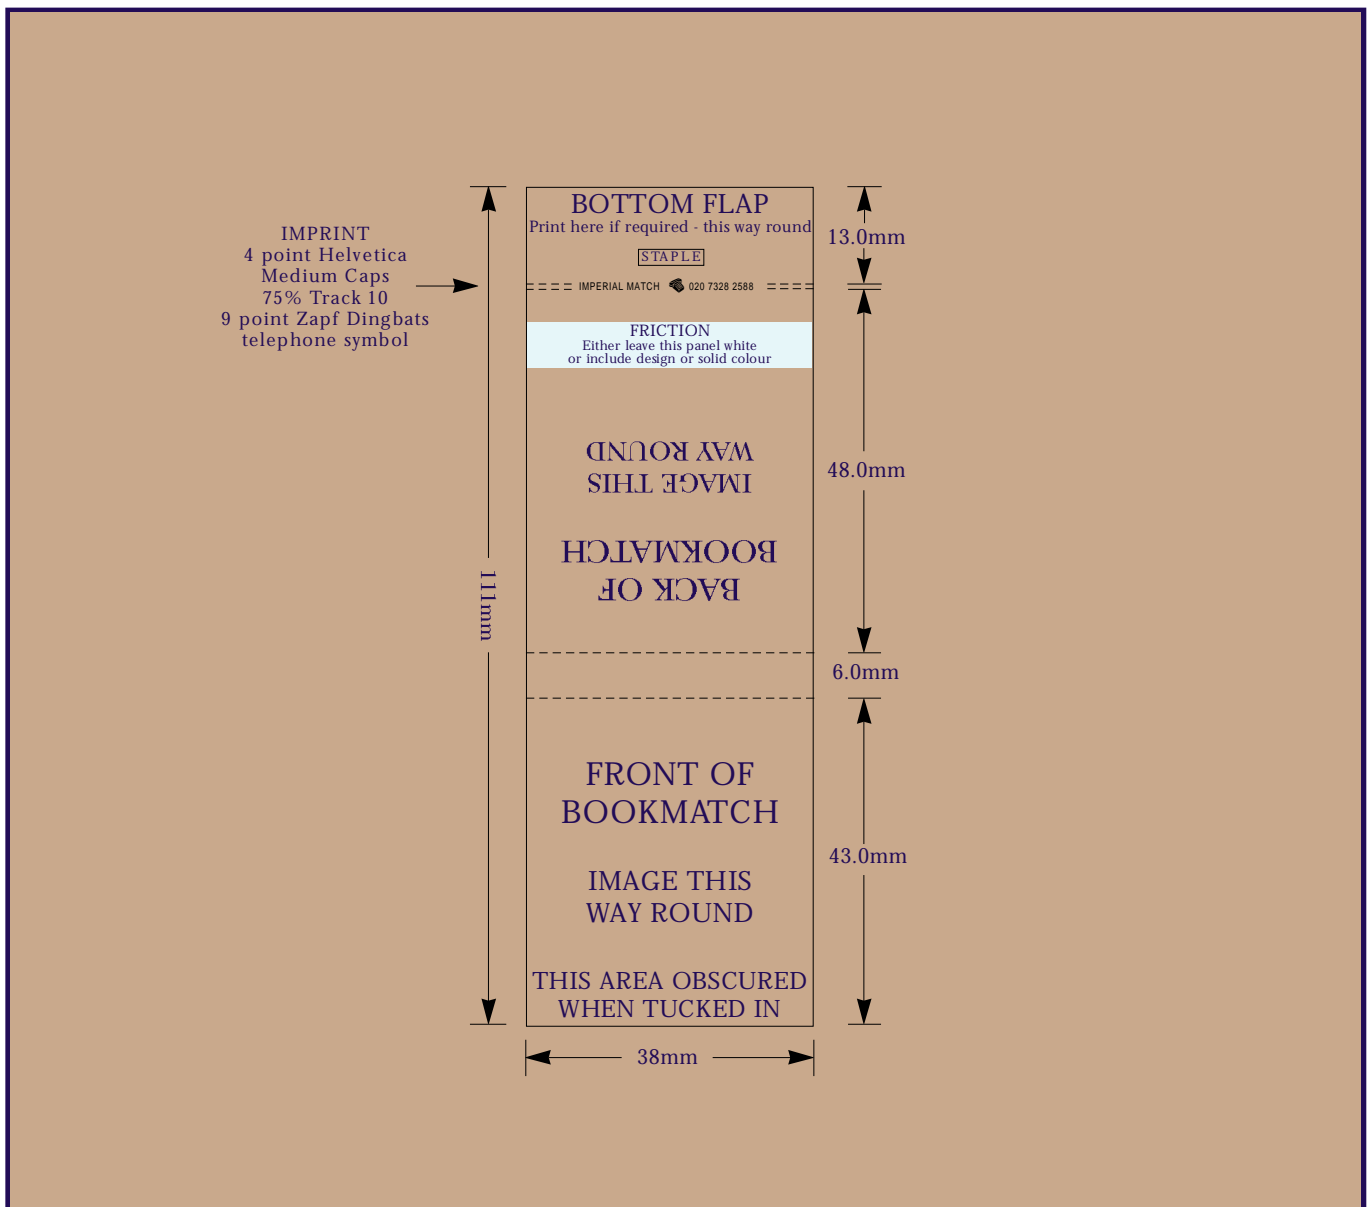 BOTTOM FLAP
Print here if required - this way round
STAPLE
IMPERIAL MATCH 020 7328 2588
FRICTION
Either leave this panel white
or include design or solid colour
IMPRINT
4 point Helvetica
Medium Caps
75% Track 10
9 point Zapf Dingbats
telephone symbol
BACK OF
BOOKMATCH
IMAGE THIS
WAY ROUND
FRONT OF
BOOKMATCH
IMAGE THIS
WAY ROUND
THIS AREA OBSCURED
WHEN TUCKED IN
111mm
13.0mm
48.0mm
6.0mm
43.0mm
38mm